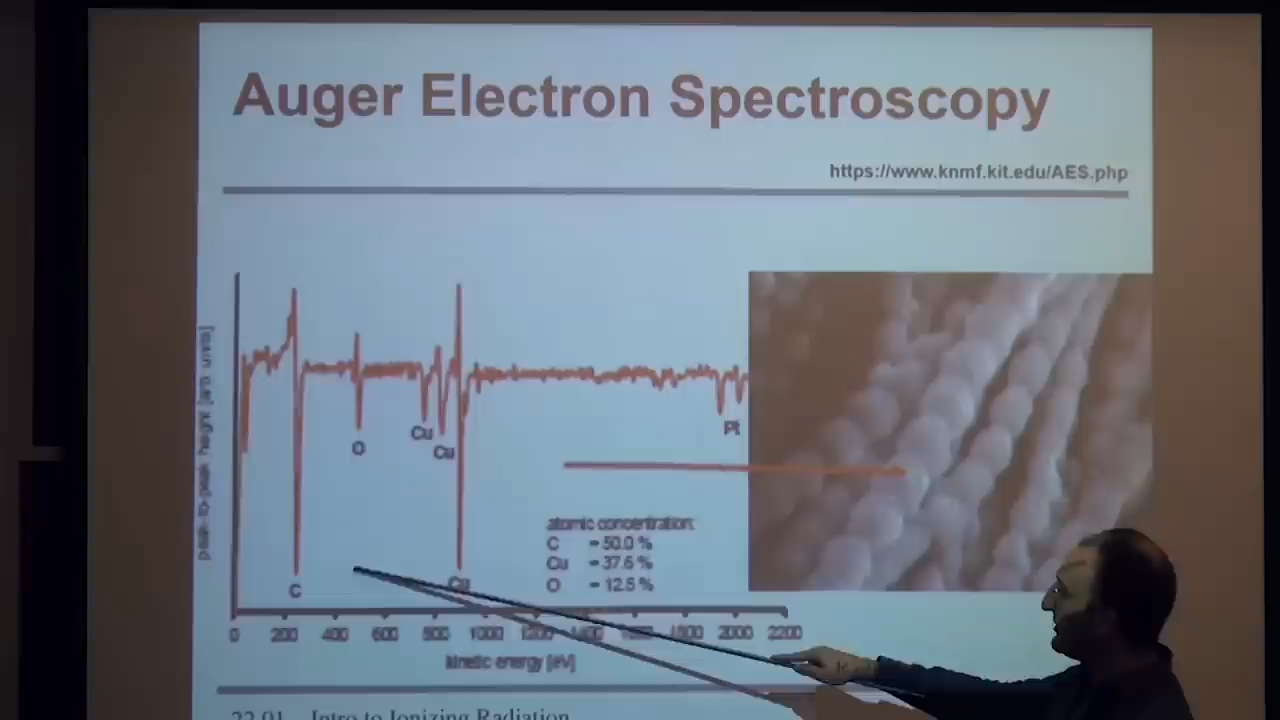 Auger Electron Spectroscopy
https://www.knmf.kit.edu/AES.php
peak-to-peak height [arb. units]
O
Cu
Cu
Pt
C
Cu
atomic concentration:
C = 50.0 %
Cu = 37.6 %
O = 12.5 %
0 200 400 600 800 1000 1200 1400 1800 2000 2200
kinetic energy [eV]
22.01 Intro to Ionizing Radiation